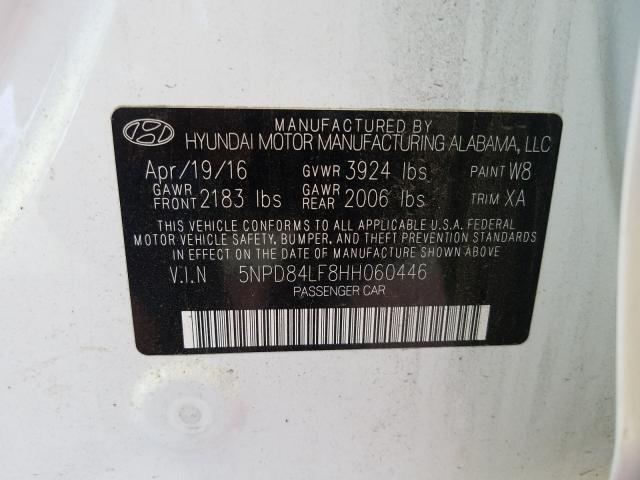 MANUFACTURED BY
HYUNDAI MOTOR MANUFACTURING ALABAMA, LLC
Apr/19/16 GVWR 3924 lbs PAINT W8
GAWR FRONT 2183 lbs GAWR REAR 2006 lbs TRIM XA
THIS VEHICLE CONFORMS TO ALL APPLICABLE U.S.A. FEDERAL
MOTOR VEHICLE SAFETY, BUMPER, AND THEFT PREVENTION STANDARDS
IN EFFECT ON THE DATE OF MANUFACTURE SHOWN ABOVE
V.I.N 5NPD84LF8HH060446
PASSENGER CAR